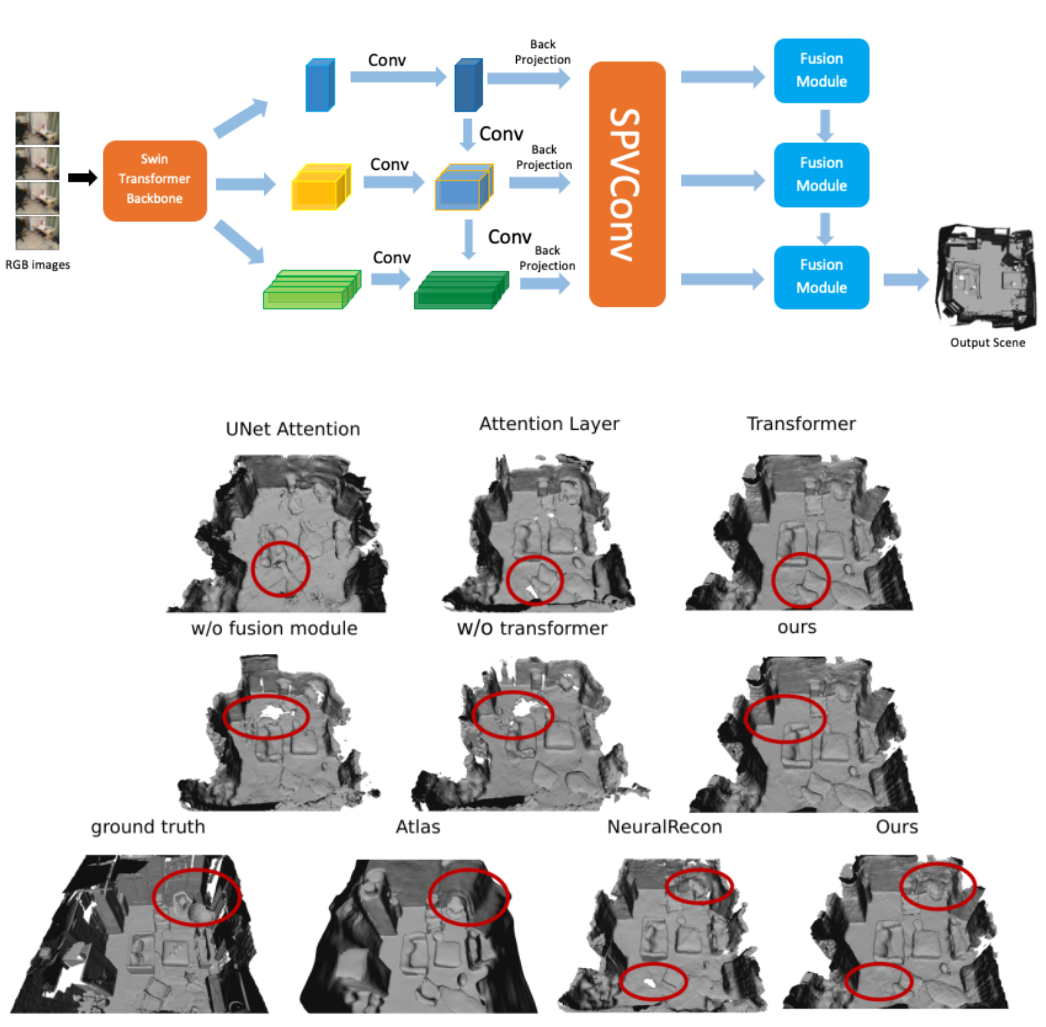 Back
Projection
Conv
Fusion
Module
Conv
SPVConv
Swin
Transformer
Backbone
Conv
Back
Projection
Fusion
Module
RGB images
Conv
Conv
Back
Projection
Fusion
Module
Output Scene
UNet Attention
Attention Layer
Transformer
w/o fusion module
w/o transformer
ours
ground truth
Atlas
NeuralRecon
Ours